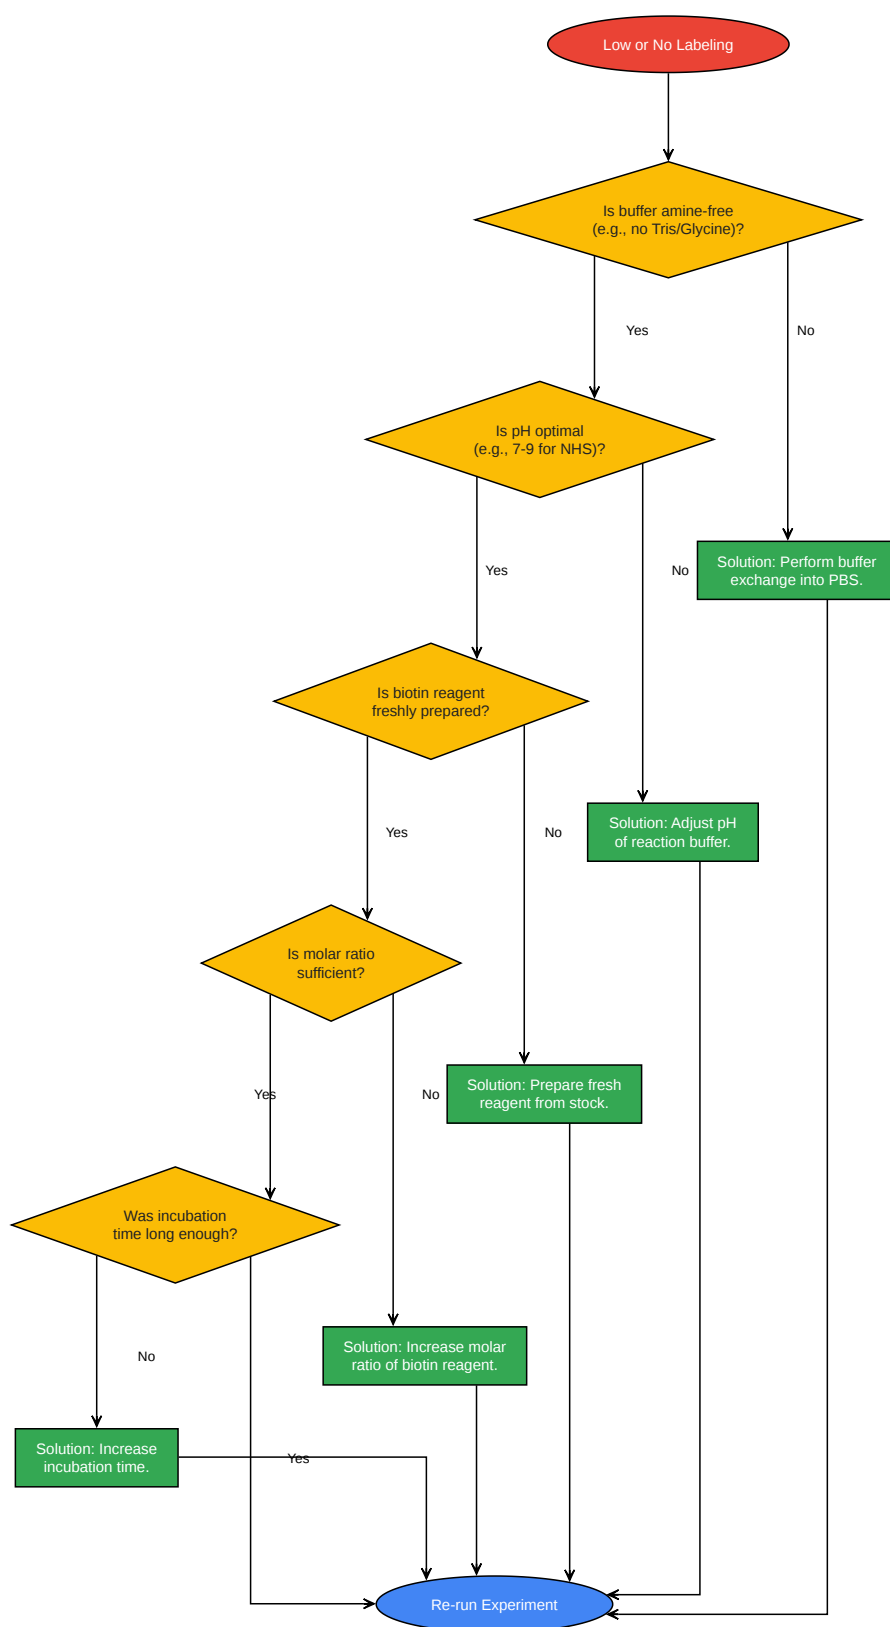 Low or No Labeling
Is buffer amine-free
(e.g., no Tris/Glycine)?
Yes
No
Is pH optimal
(e.g., 7-9 for NHS)?
Yes
No
Solution: Perform buffer
exchange into PBS.
Is biotin reagent
freshly prepared?
Yes
No
Solution: Adjust pH
of reaction buffer.
Is molar ratio
sufficient?
Yes
No
Solution: Prepare fresh
reagent from stock.
Was incubation
time long enough?
No
Solution: Increase molar
ratio of biotin reagent.
Solution: Increase
incubation time.
Yes
Re-run Experiment